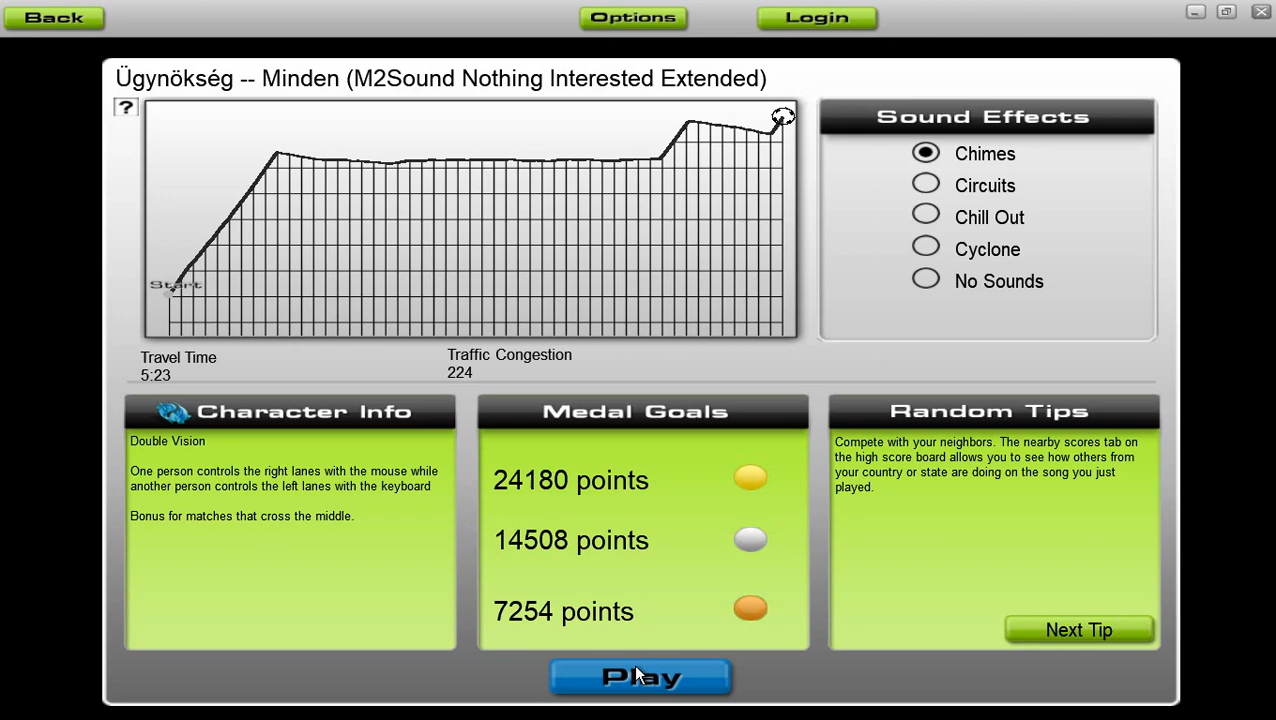 Back
Options
Login
Ügynökség -- Minden (M2Sound Nothing Interested Extended)
?
Start
Travel Time
5:23
Traffic Congestion
224
Sound Effects
Chimes
Circuits
Chill Out
Cyclone
No Sounds
Character Info
Double Vision
One person controls the right lanes with the mouse while
another person controls the left lanes with the keyboard
Bonus for matches that cross the middle.
Medal Goals
24180 points
14508 points
7254 points
Random Tips
Compete with your neighbors. The nearby scores tab on
the high score board allows you to see how others from
your country or state are doing on the song you just
played.
Next Tip
Play